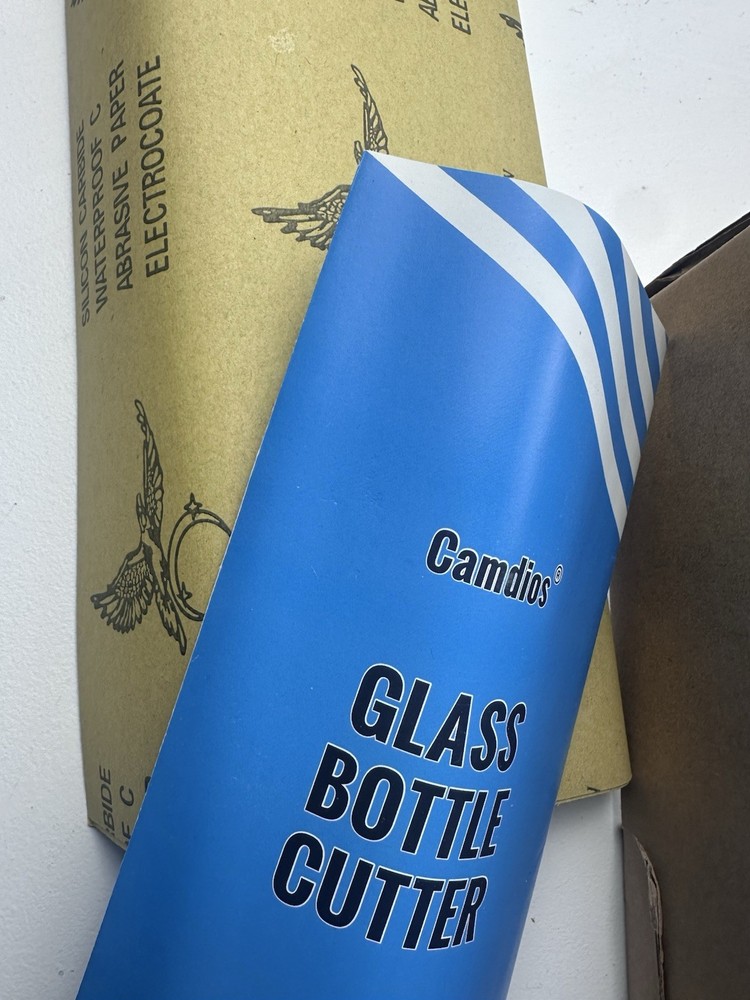 SILICON CARBIDE
WATERPROOF C
ABRASIVE PAPER
ELECTROCOATE
Camdios®
GLASS
BOTTLE
CUTTER